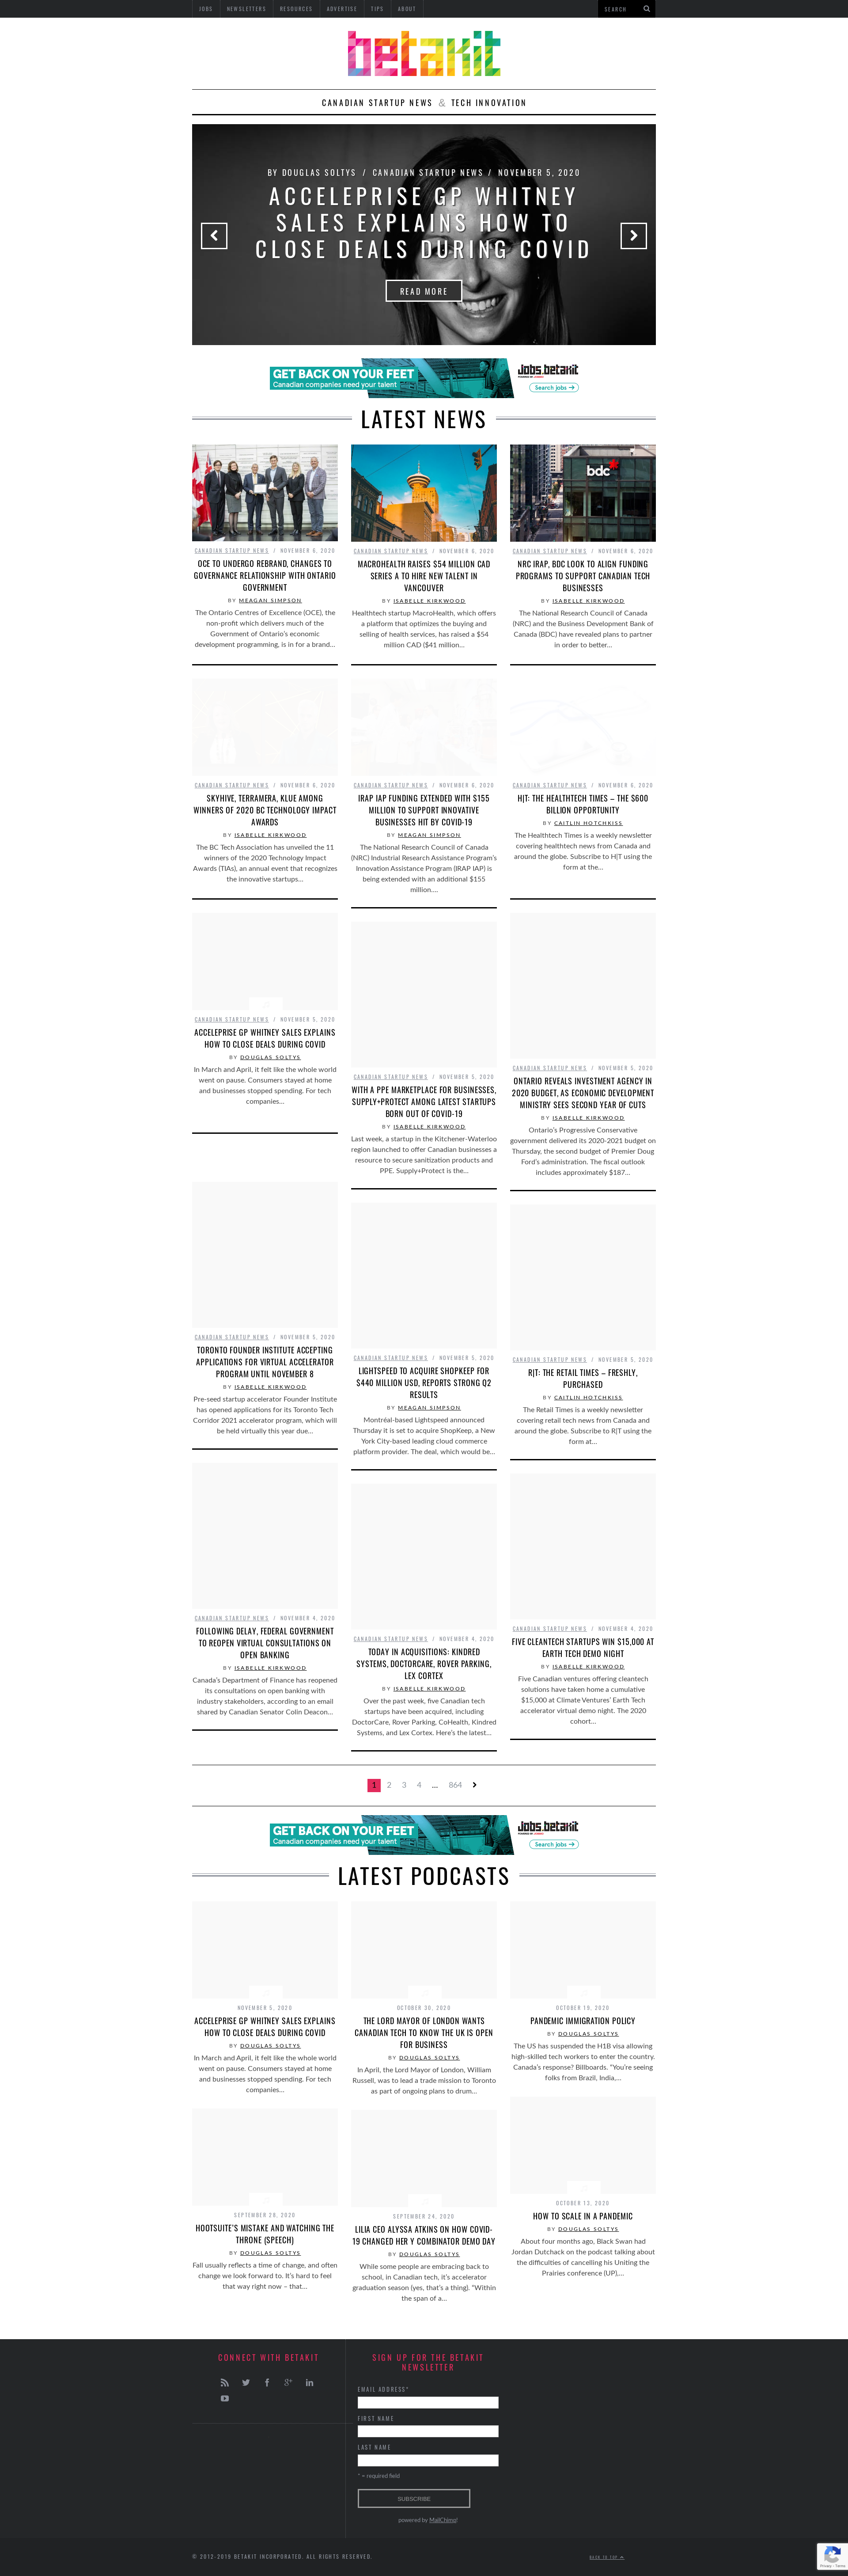 JOBS NEWSLETTERS RESOURCES ADVERTISE TIPS ABOUT SEARCH
betakit
CANADIAN STARTUP NEWS & TECH INNOVATION
BY DOUGLAS SOLTYS / CANADIAN STARTUP NEWS / NOVEMBER 5, 2020
ACCELEPRISE GP WHITNEY
SALES EXPLAINS HOW TO
CLOSE DEALS DURING COVID
READ MORE
GET BACK ON YOUR FEET
Canadian companies need your talent
Jobs.betakit
Search jobs →
LATEST NEWS
bdc
CANADIAN STARTUP NEWS / NOVEMBER 6, 2020
OCE TO UNDERGO REBRAND, CHANGES TO
GOVERNANCE RELATIONSHIP WITH ONTARIO
GOVERNMENT
BY MEAGAN SIMPSON
The Ontario Centres of Excellence (OCE), the
non-profit which delivers much of the
Government of Ontario’s economic
development programming, is in for a brand...
CANADIAN STARTUP NEWS / NOVEMBER 6, 2020
MACROHEALTH RAISES $54 MILLION CAD
SERIES A TO HIRE NEW TALENT IN
VANCOUVER
BY ISABELLE KIRKWOOD
Healthtech startup MacroHealth, which offers
a platform that optimizes the buying and
selling of health services, has raised a $54
million CAD ($41 million...
CANADIAN STARTUP NEWS / NOVEMBER 6, 2020
NRC IRAP, BDC LOOK TO ALIGN FUNDING
PROGRAMS TO SUPPORT CANADIAN TECH
BUSINESSES
BY ISABELLE KIRKWOOD
The National Research Council of Canada
(NRC) and the Business Development Bank of
Canada (BDC) have revealed plans to partner
in order to better...
CANADIAN STARTUP NEWS / NOVEMBER 6, 2020
SKYHIVE, TERRAMERA, KLUE AMONG
WINNERS OF 2020 BC TECHNOLOGY IMPACT
AWARDS
BY ISABELLE KIRKWOOD
The BC Tech Association has unveiled the 11
winners of the 2020 Technology Impact
Awards (TIAs), an annual event that recognizes
the innovative startups...
CANADIAN STARTUP NEWS / NOVEMBER 6, 2020
IRAP IAP FUNDING EXTENDED WITH $155
MILLION TO SUPPORT INNOVATIVE
BUSINESSES HIT BY COVID-19
BY MEAGAN SIMPSON
The National Research Council of Canada
(NRC) Industrial Research Assistance Program’s
Innovation Assistance Program (IRAP IAP) is
being extended with an additional $155
million....
CANADIAN STARTUP NEWS / NOVEMBER 6, 2020
H|T: THE HEALTHTECH TIMES – THE $600
BILLION OPPORTUNITY
BY CAITLIN HOTCHKISS
The Healthtech Times is a weekly newsletter
covering healthtech news from Canada and
around the globe. Subscribe to H|T using the
form at the...
CANADIAN STARTUP NEWS / NOVEMBER 5, 2020
ACCELEPRISE GP WHITNEY SALES EXPLAINS
HOW TO CLOSE DEALS DURING COVID
BY DOUGLAS SOLTYS
In March and April, it felt like the whole world
went on pause. Consumers stayed at home
and businesses stopped spending. For tech
companies...
CANADIAN STARTUP NEWS / NOVEMBER 5, 2020
WITH A PPE MARKETPLACE FOR BUSINESSES,
SUPPLY+PROTECT AMONG LATEST STARTUPS
BORN OUT OF COVID-19
BY ISABELLE KIRKWOOD
Last week, a startup in the Kitchener-Waterloo
region launched to offer Canadian businesses a
resource to secure sanitization products and
PPE. Supply+Protect is the...
CANADIAN STARTUP NEWS / NOVEMBER 5, 2020
ONTARIO REVEALS INVESTMENT AGENCY IN
2020 BUDGET, AS ECONOMIC DEVELOPMENT
MINISTRY SEES SECOND YEAR OF CUTS
BY ISABELLE KIRKWOOD
Ontario’s Progressive Conservative
government delivered its 2020-2021 budget on
Thursday, the second budget of Premier Doug
Ford’s administration. The fiscal outlook
includes approximately $187...
CANADIAN STARTUP NEWS / NOVEMBER 5, 2020
TORONTO FOUNDER INSTITUTE ACCEPTING
APPLICATIONS FOR VIRTUAL ACCELERATOR
PROGRAM UNTIL NOVEMBER 8
BY ISABELLE KIRKWOOD
Pre-seed startup accelerator Founder Institute
has opened applications for its Toronto Tech
Corridor 2021 accelerator program, which will
be held virtually this year due...
CANADIAN STARTUP NEWS / NOVEMBER 5, 2020
LIGHTSPEED TO ACQUIRE SHOPKEEP FOR
$440 MILLION USD, REPORTS STRONG Q2
RESULTS
BY MEAGAN SIMPSON
Montréal-based Lightspeed announced
Thursday it is set to acquire ShopKeep, a New
York City-based leading cloud commerce
platform provider. The deal, which would be...
CANADIAN STARTUP NEWS / NOVEMBER 5, 2020
R|T: THE RETAIL TIMES – FRESHLY,
PURCHASED
BY CAITLIN HOTCHKISS
The Retail Times is a weekly newsletter
covering retail tech news from Canada and
around the globe. Subscribe to R|T using the
form at...
CANADIAN STARTUP NEWS / NOVEMBER 4, 2020
FOLLOWING DELAY, FEDERAL GOVERNMENT
TO REOPEN VIRTUAL CONSULTATIONS ON
OPEN BANKING
BY ISABELLE KIRKWOOD
Canada’s Department of Finance has reopened
its consultations on open banking with
industry stakeholders, according to an email
shared by Canadian Senator Colin Deacon...
CANADIAN STARTUP NEWS / NOVEMBER 4, 2020
TODAY IN ACQUISITIONS: KINDRED
SYSTEMS, DOCTORCARE, ROVER PARKING,
LEX CORTEX
BY ISABELLE KIRKWOOD
Over the past week, five Canadian tech
startups have been acquired, including
DoctorCare, Rover Parking, CoHealth, Kindred
Systems, and Lex Cortex. Here’s the latest...
CANADIAN STARTUP NEWS / NOVEMBER 4, 2020
FIVE CLEANTECH STARTUPS WIN $15,000 AT
EARTH TECH DEMO NIGHT
BY ISABELLE KIRKWOOD
Five Canadian ventures offering cleantech
solutions have taken home a cumulative
$15,000 at Climate Ventures’ Earth Tech
accelerator virtual demo night. The 2020
cohort...
1 2 3 4 ... 864
GET BACK ON YOUR FEET
Canadian companies need your talent
Jobs.betakit
Search jobs →
LATEST PODCASTS
NOVEMBER 5, 2020
ACCELEPRISE GP WHITNEY SALES EXPLAINS
HOW TO CLOSE DEALS DURING COVID
BY DOUGLAS SOLTYS
In March and April, it felt like the whole world
went on pause. Consumers stayed at home
and businesses stopped spending. For tech
companies...
OCTOBER 30, 2020
THE LORD MAYOR OF LONDON WANTS
CANADIAN TECH TO KNOW THE UK IS OPEN
FOR BUSINESS
BY DOUGLAS SOLTYS
In April, the Lord Mayor of London, William
Russell, was to lead a trade mission to Toronto
as part of ongoing plans to drum...
OCTOBER 19, 2020
PANDEMIC IMMIGRATION POLICY
BY DOUGLAS SOLTYS
The US has suspended the H1B visa allowing
high-skilled tech workers to enter the country.
Canada’s response? Billboards. “You’re seeing
folks from Brazil, India,...
SEPTEMBER 28, 2020
HOOTSUITE’S MISTAKE AND WATCHING THE
THRONE (SPEECH)
BY DOUGLAS SOLTYS
Fall usually reflects a time of change, and often
change we look forward to. It’s hard to feel
that way right now – that...
SEPTEMBER 24, 2020
LILIA CEO ALYSSA ATKINS ON HOW COVID-
19 CHANGED HER Y COMBINATOR DEMO DAY
BY DOUGLAS SOLTYS
While some people are embracing back to
school, in Canadian tech, it’s accelerator
graduation season (yes, that’s a thing). “Within
the span of a...
OCTOBER 13, 2020
HOW TO SCALE IN A PANDEMIC
BY DOUGLAS SOLTYS
About four months ago, Black Swan had
Jordan Dutchack on the podcast talking about
the difficulties of cancelling his Uniting the
Prairies conference (UP),...
CONNECT WITH BETAKIT
SIGN UP FOR THE BETAKIT
NEWSLETTER
EMAIL ADDRESS*
FIRST NAME
LAST NAME
* = required field
SUBSCRIBE
powered by MailChimp!
© 2012-2019 BETAKIT INCORPORATED. ALL RIGHTS RESERVED.
BACK TO TOP
Privacy - Terms